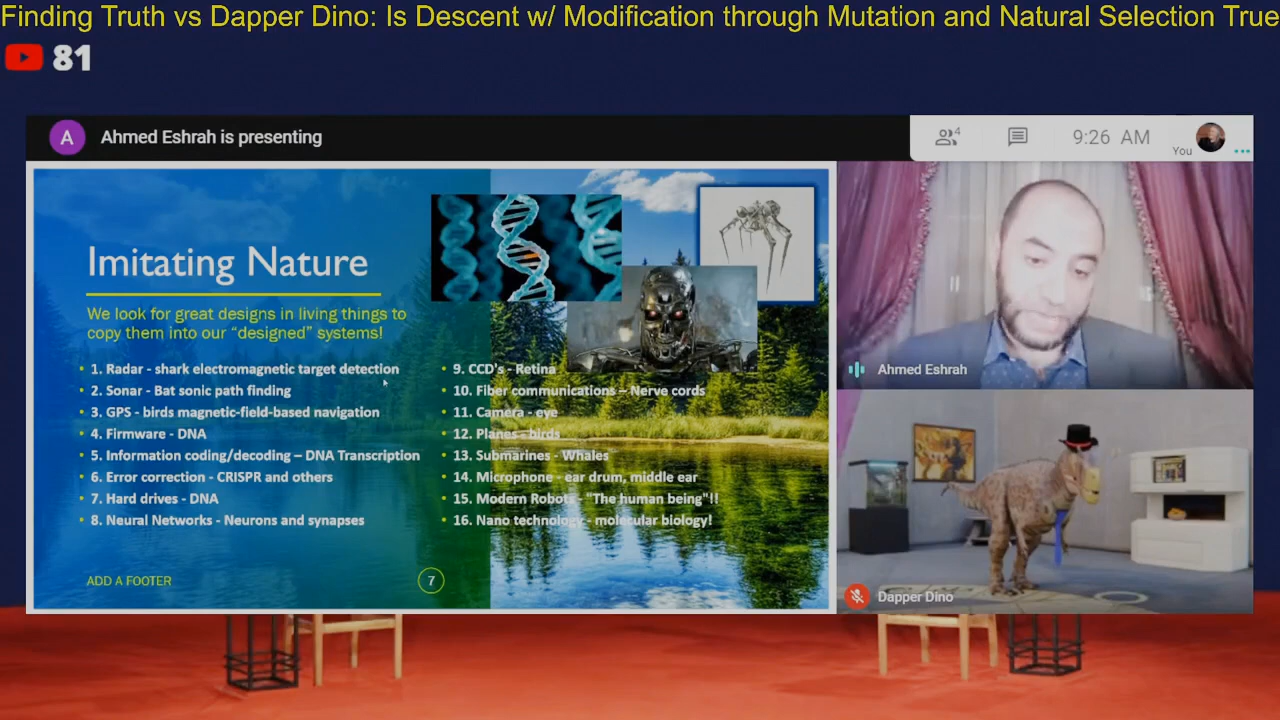 Finding Truth vs Dapper Dino: Is Descent w/ Modification through Mutation and Natural Selection True
81
A
Ahmed Eshrah is presenting
4
9:26 AM
You
Imitating Nature
We look for great designs in living things to
copy them into our “designed” systems!
• 1. Radar - shark electromagnetic target detection
• 2. Sonar - Bat sonic path finding
• 3. GPS - birds magnetic-field-based navigation
• 4. Firmware - DNA
• 5. Information coding/decoding – DNA Transcription
• 6. Error correction - CRISPR and others
• 7. Hard drives - DNA
• 8. Neural Networks - Neurons and synapses
• 9. CCD's - Retina
• 10. Fiber communications – Nerve cords
• 11. Camera - eye
• 12. Planes - birds
• 13. Submarines - Whales
• 14. Microphone - ear drum, middle ear
• 15. Modern Robots - "The human being"!!
• 16. Nano technology - molecular biology!
ADD A FOOTER
7
Ahmed Eshrah
Dapper Dino